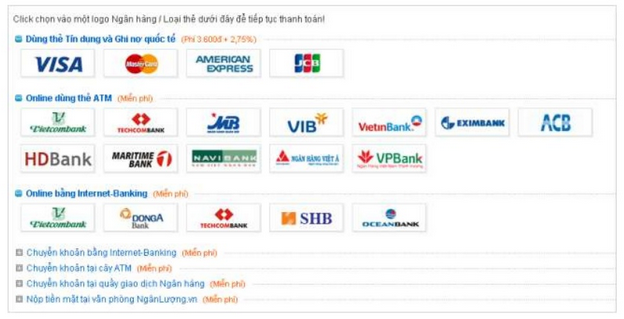 Click chọn vào một logo Ngân hàng / Loại thẻ dưới đây để tiếp tục thanh toán!
Dùng thẻ Tín dụng và Ghi nợ quốc tế (Phí 3.600đ + 2,75%)
VISA MasterCard AMERICAN EXPRESS JCB
Online dùng thẻ ATM (Miễn phí)
Vietcombank TECHCOMBANK MB VIB VietinBank EXIMBANK ACB
HDBank MARITIME BANK NAVIBANK NGÂN HÀNG VIỆT Á VPBank
Online bằng Internet-Banking (Miễn phí)
Vietcombank DONGA Bank TECHCOMBANK SHB OCEANBANK
Chuyển khoản bằng Internet-Banking (Miễn phí)
Chuyển khoản tại cây ATM (Miễn phí)
Chuyển khoản tại quầy giao dịch Ngân hàng (Miễn phí)
Nộp tiền mặt tại văn phòng NgânLượng.vn (Miễn phí)